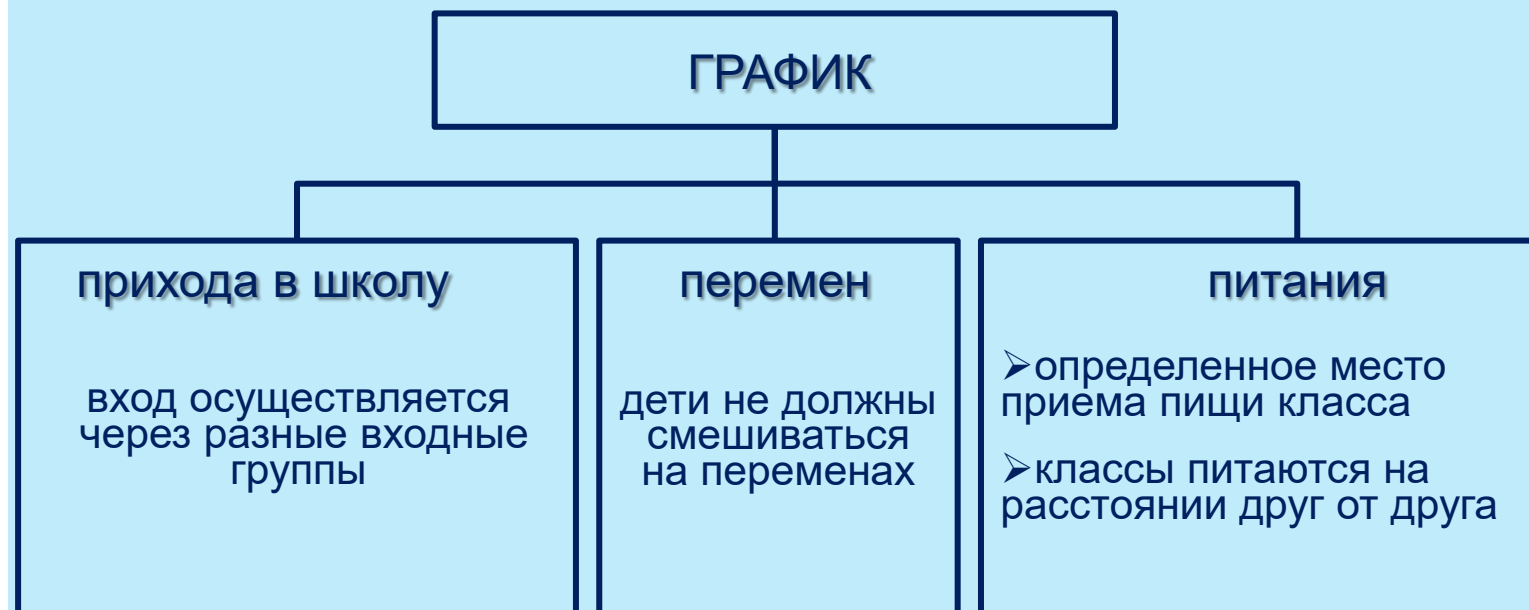 ГРАФИК
прихода в школу
вход осуществляется
через разные входные
группы
перемен
дети не должны
смешиваться
на переменах
питания
➢определенное место
приема пищи класса
➢классы питаются на
расстоянии друг от друга